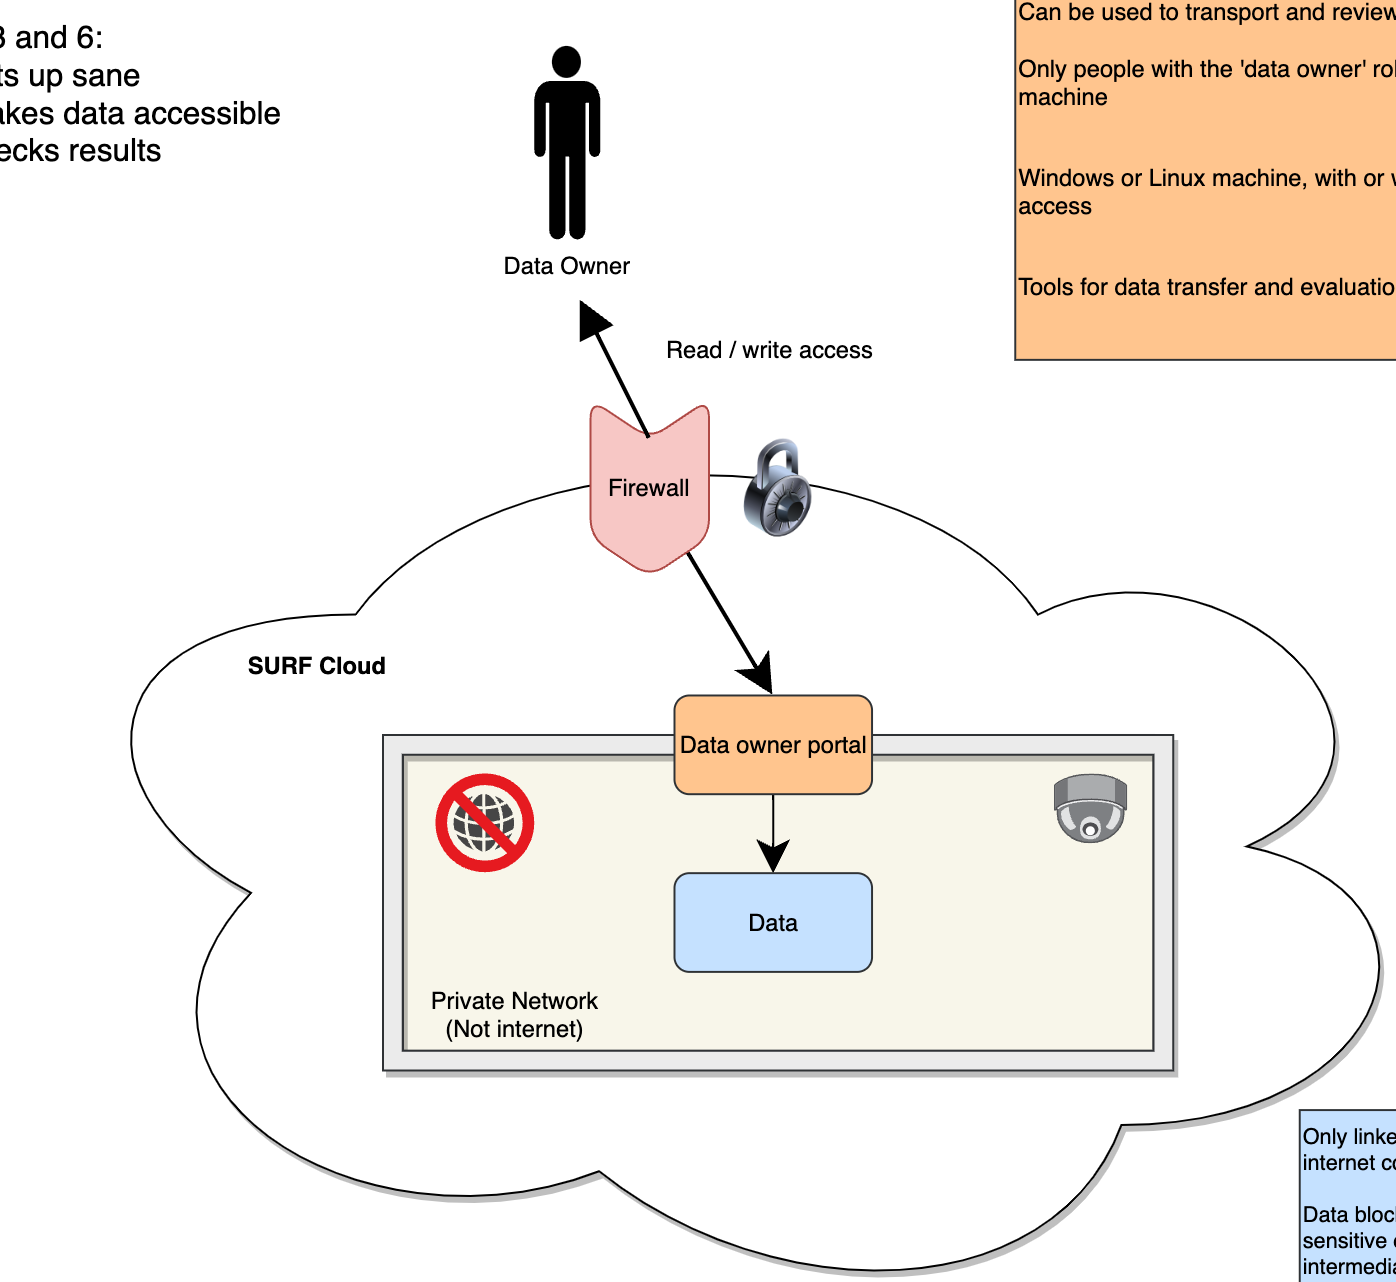 3 and 6:
ts up sane
akes data accessible
ecks results
Data Owner
Read / write access
Firewall
SURF Cloud
Data owner portal
Data
Private Network
(Not internet)
Can be used to transport and review
Only people with the 'data owner' rol
machine
Windows or Linux machine, with or w
access
Tools for data transfer and evaluatio
Only linke
internet co
Data bloc
sensitive
intermedia